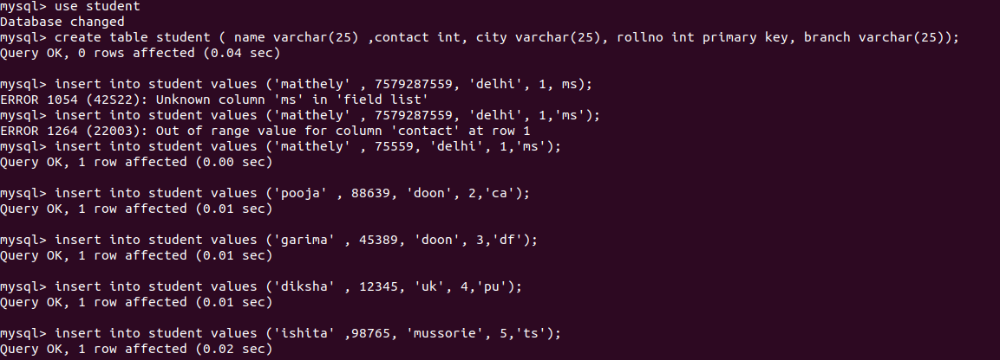 mysql> use student
Database changed
mysql> create table student ( name varchar(25) ,contact int, city varchar(25), rollno int primary key, branch varchar(25));
Query OK, 0 rows affected (0.04 sec)
mysql> insert into student values ('maithely' , 7579287559, 'delhi', 1, ms);
ERROR 1054 (42S22): Unknown column 'ms' in 'field list'
mysql> insert into student values ('maithely' , 7579287559, 'delhi', 1,'ms');
ERROR 1264 (22003): Out of range value for column 'contact' at row 1
mysql> insert into student values ('maithely' , 75559, 'delhi', 1,'ms');
Query OK, 1 row affected (0.00 sec)
mysql> insert into student values ('pooja' , 88639, 'doon', 2,'ca');
Query OK, 1 row affected (0.01 sec)
mysql> insert into student values ('garima' , 45389, 'doon', 3,'df');
Query OK, 1 row affected (0.01 sec)
mysql> insert into student values ('diksha' , 12345, 'uk', 4,'pu');
Query OK, 1 row affected (0.01 sec)
mysql> insert into student values ('ishita' ,98765, 'mussorie', 5,'ts');
Query OK, 1 row affected (0.02 sec)